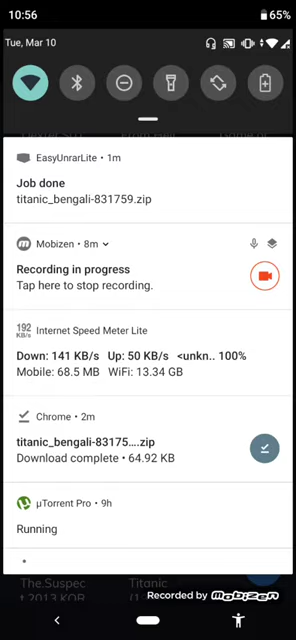 10:56
65%
Tue, Mar 10
EasyUnrarLite • 1m
Job done
titanic_bengali-831759.zip
Mobizen • 8m
Recording in progress
Tap here to stop recording.
192
KB/s
Internet Speed Meter Lite
Down: 141 KB/s Up: 50 KB/s <unkn.. 100%
Mobile: 68.5 MB WiFi: 13.34 GB
Chrome • 2m
titanic_bengali-83175….zip
Download complete • 64.92 KB
µTorrent Pro • 9h
Running
The.Suspec
t.2013.KOR
Titanic
Recorded by MOBIZEN